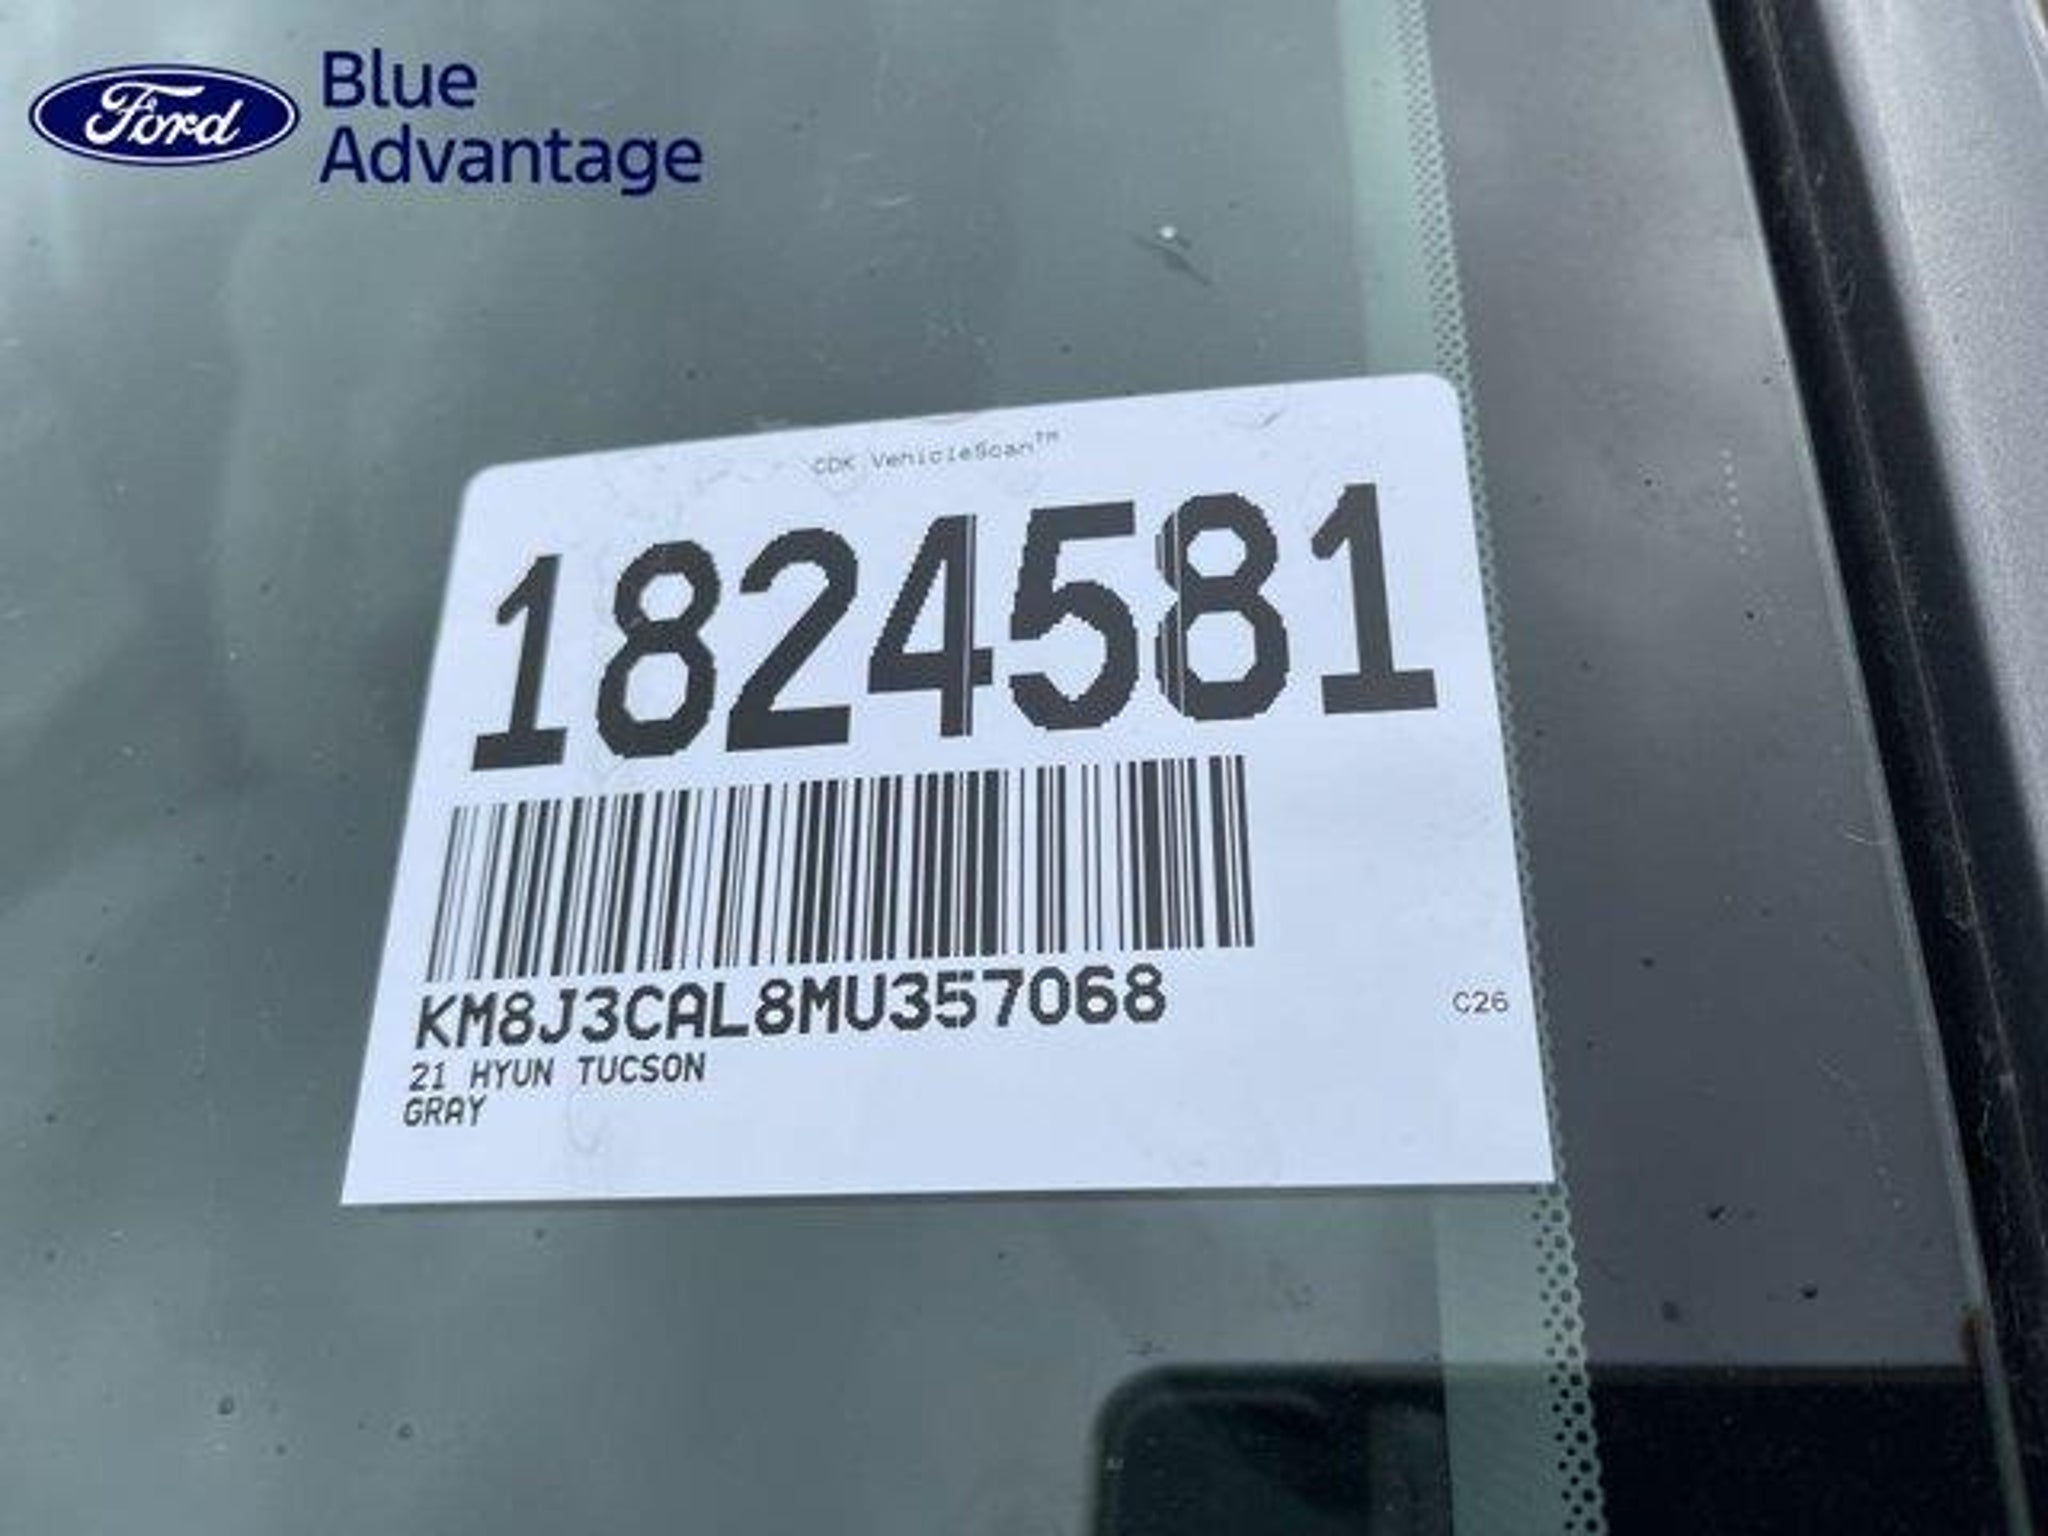 Ford
Blue
Advantage
CDK VehicleScan™
1824581
KM8J3CAL8MU357068
C26
21 HYUN TUCSON
GRAY